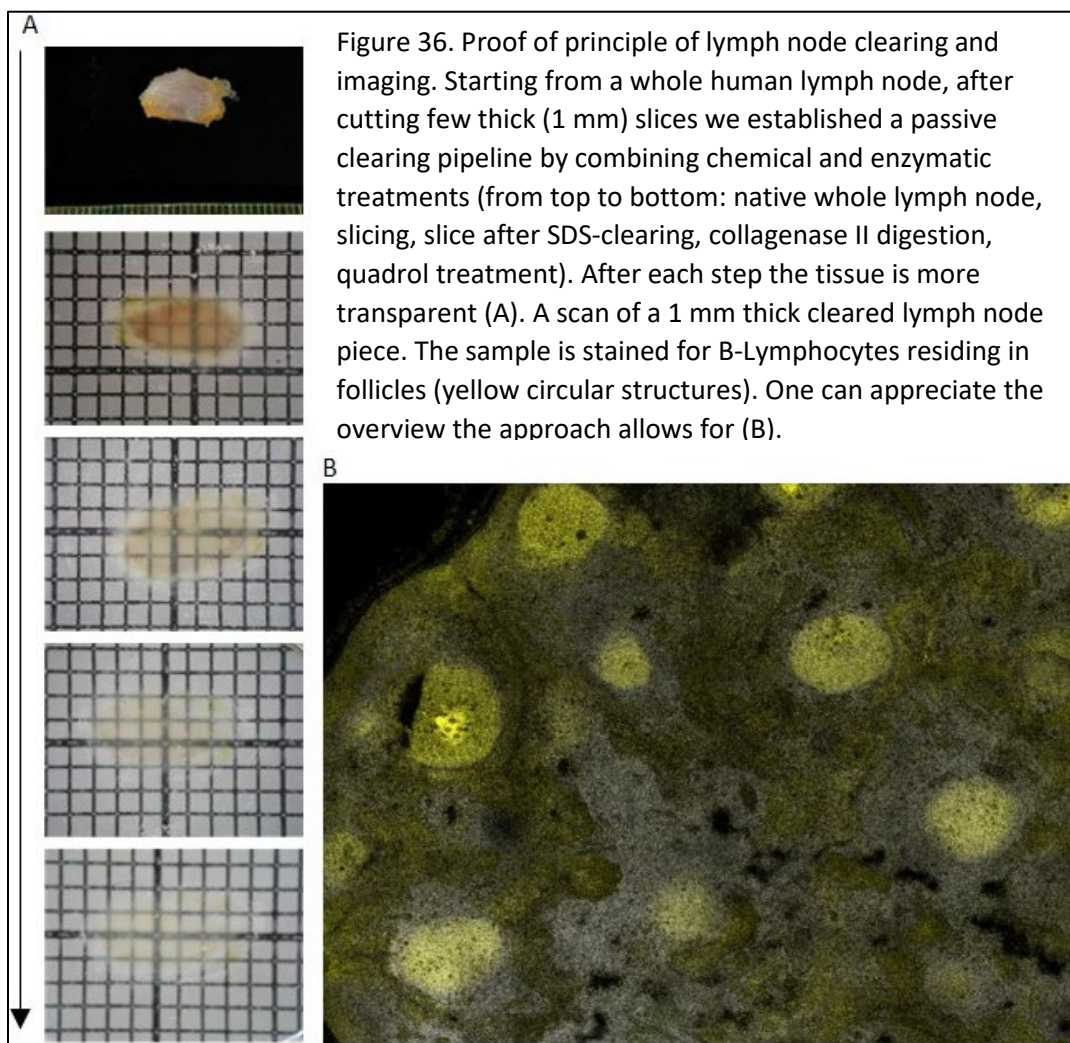 A
Figure 36. Proof of principle of lymph node clearing and
imaging. Starting from a whole human lymph node, after
cutting few thick (1 mm) slices we established a passive
clearing pipeline by combining chemical and enzymatic
treatments (from top to bottom: native whole lymph node,
slicing, slice after SDS-clearing, collagenase II digestion,
quadrol treatment). After each step the tissue is more
transparent (A). A scan of a 1 mm thick cleared lymph node
piece. The sample is stained for B-Lymphocytes residing in
follicles (yellow circular structures). One can appreciate the
overview the approach allows for (B).
B